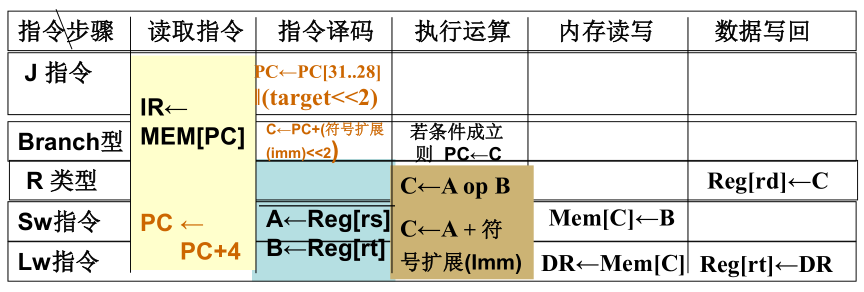 指令步骤 读取指令 指令译码 执行运算 内存读写 数据写回
J 指令
PC←PC[31..28]
|(target<<2)
IR←
MEM[PC]
Branch型
C←PC+(符号扩展
(imm)<<2)
若条件成立
则 PC←C
R 类型
C←A op B
Reg[rd]←C
Sw指令
PC ←
PC+4
A←Reg[rs]
B←Reg[rt]
C←A + 符
号扩展(Imm)
Mem[C]←B
Lw指令
DR←Mem[C]
Reg[rt]←DR